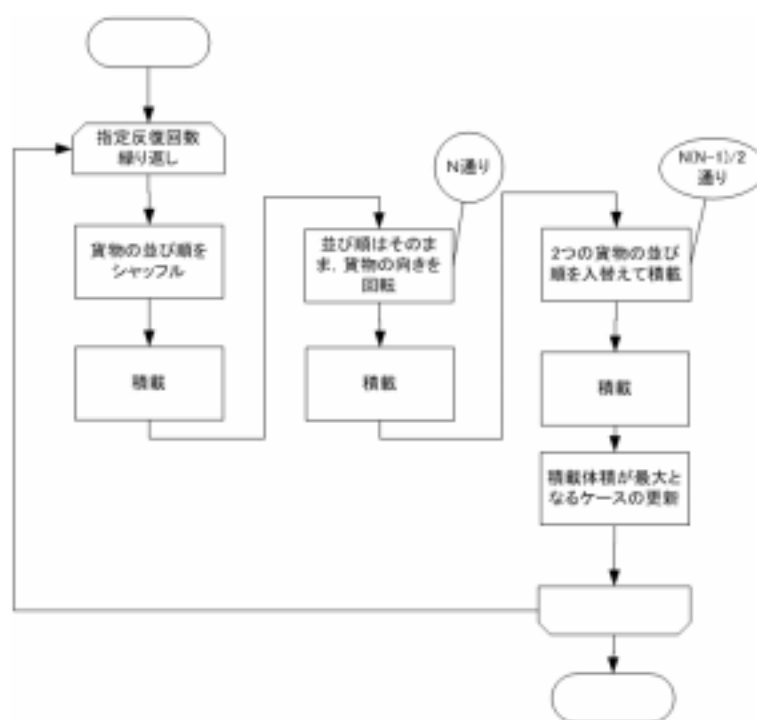 指定反復回数
繰り返し
貨物の並び順を
シャッフル
積載
N通り
並び順はそのま
ま，貨物の向きを
回転
積載
N(N-1)/2
通り
2つの貨物の並び
順を入替えて積載
積載
積載体積が最大と
なるケースの更新